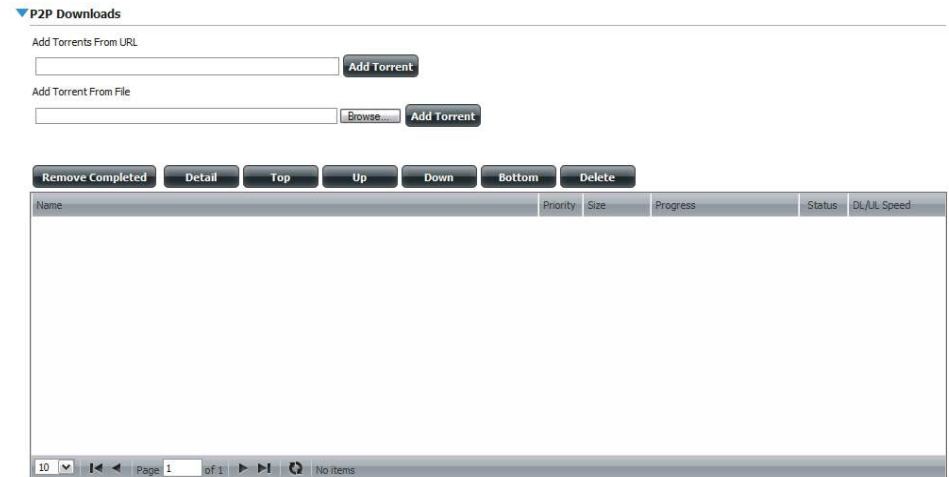 P2P Downloads
Add Torrents From URL
Add Torrent
Add Torrent From File
Browse... Add Torrent
Remove Completed Detail Top Up Down Bottom Delete
Name Priority Size Progress Status DL/UL Speed
10 Page 1 of 1 No items